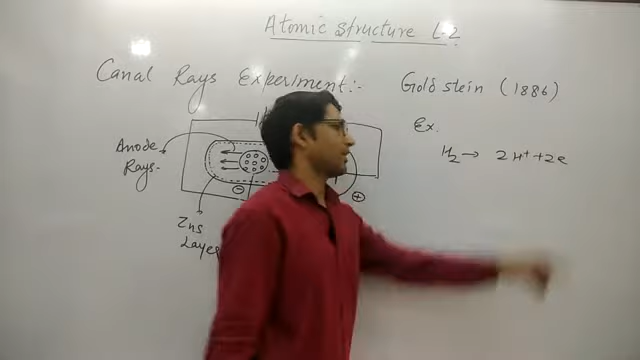 Atomic Structure L-2
Canal Rays Experiment:- Gold stein (1886)
Anode
Rays.
Ex.
H2 → 2H+ + 2e
⊖
⊕
Zns
Layer